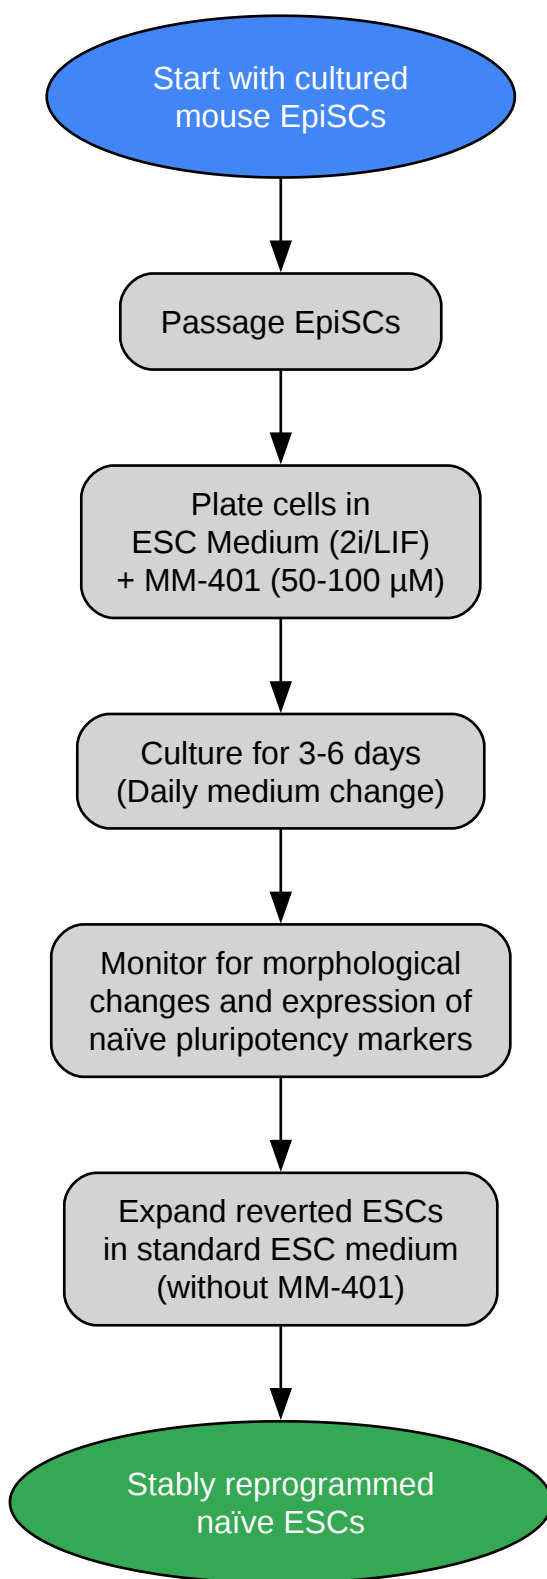 Start with cultured
mouse EpiSCs
Passage EpiSCs
Plate cells in
ESC Medium (2i/LIF)
+ MM-401 (50-100 µM)
Culture for 3-6 days
(Daily medium change)
Monitor for morphological
changes and expression of
naïve pluripotency markers
Expand reverted ESCs
in standard ESC medium
(without MM-401)
Stably reprogrammed
naïve ESCs